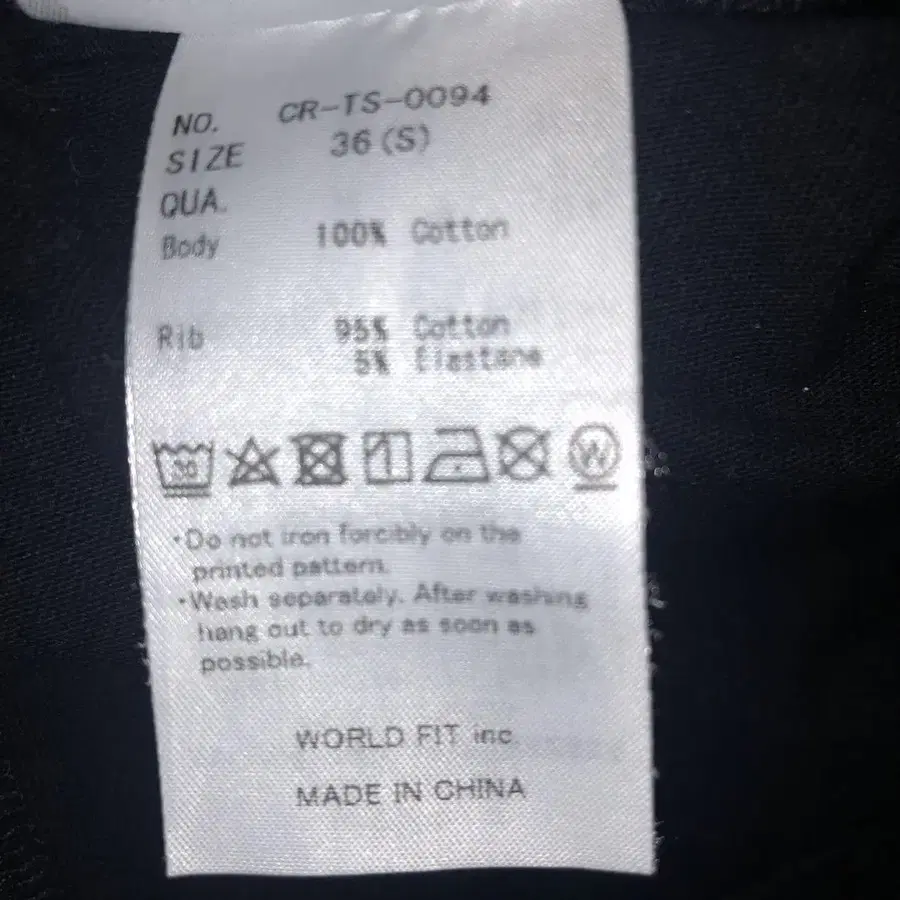 NO. CR-TS-0094
SIZE 36 (S)
QUA.
Body 100% Cotton
Rib 95% Cotton
5% Elastane
30 W
・Do not iron forcibly on the
printed pattern.
・Wash separately. After washing
hang out to dry as soon as
possible.
WORLD FIT inc.
MADE IN CHINA